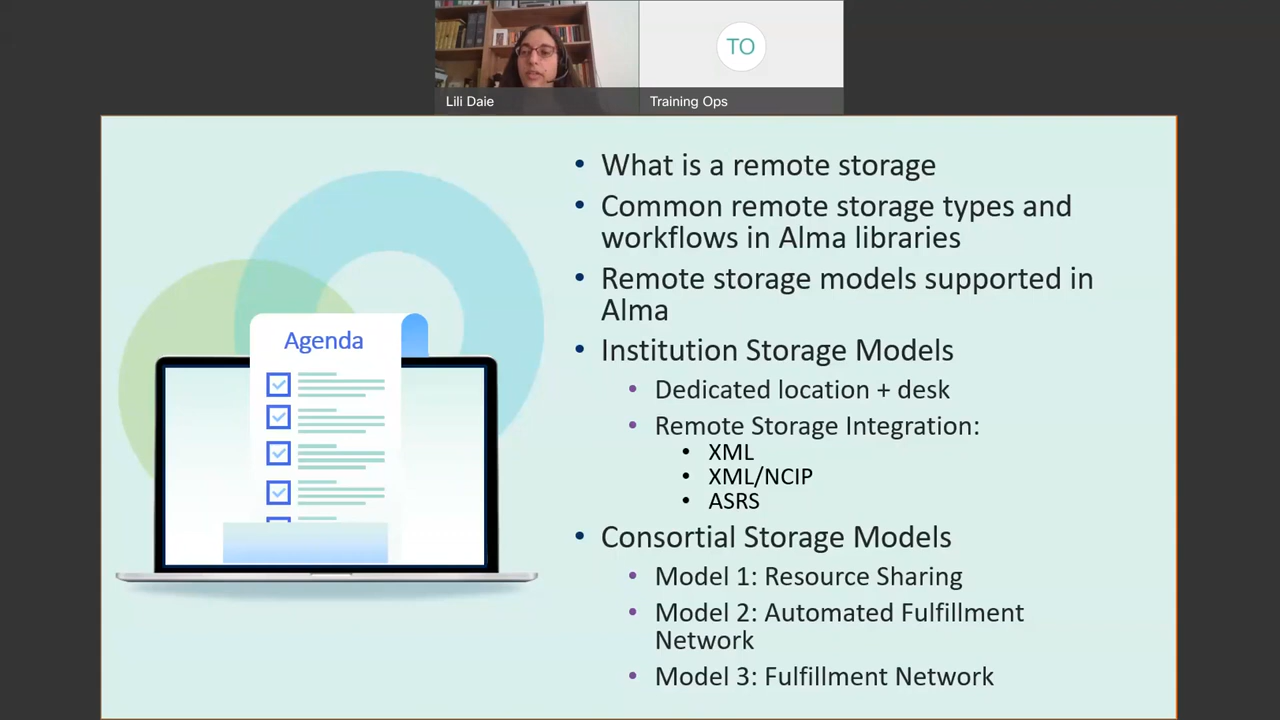 Lili Daie
TO
Training Ops
Agenda
• What is a remote storage
• Common remote storage types and
workflows in Alma libraries
• Remote storage models supported in
Alma
• Institution Storage Models
• Dedicated location + desk
• Remote Storage Integration:
• XML
• XML/NCIP
• ASRS
• Consortial Storage Models
• Model 1: Resource Sharing
• Model 2: Automated Fulfillment
Network
• Model 3: Fulfillment Network